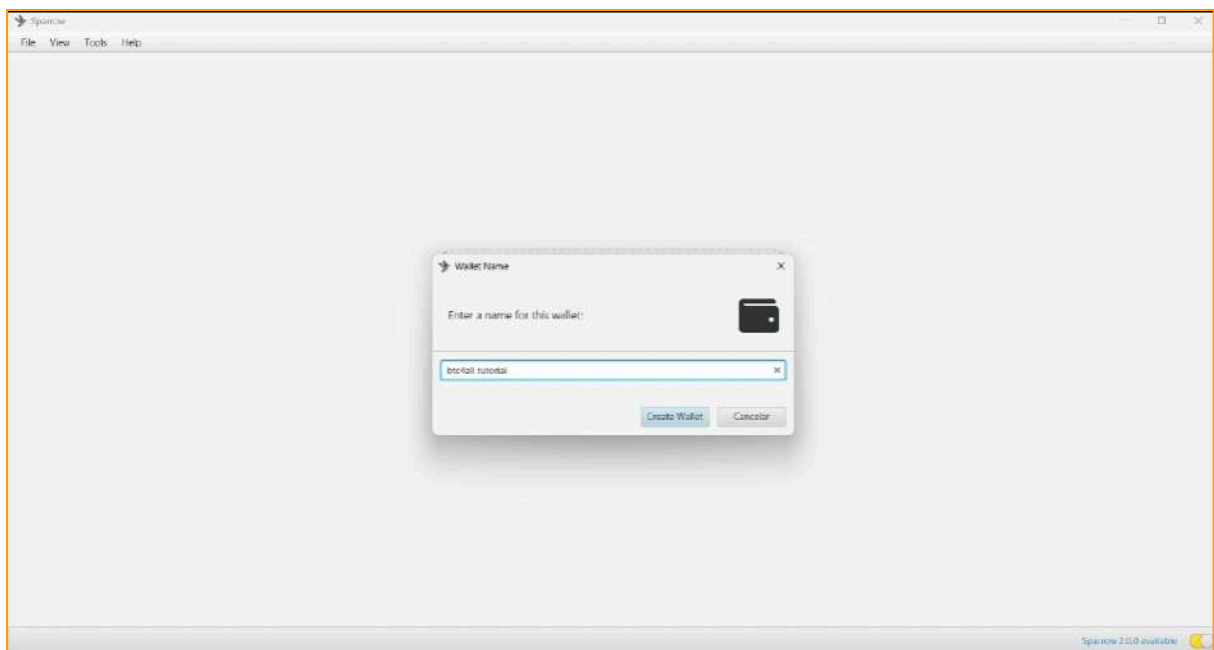 Sparrow
File View Tools Help
Wallet Name
Enter a name for this wallet:
btc4all tutorial
Create Wallet Cancelar
Sparrow 2.0.0 available